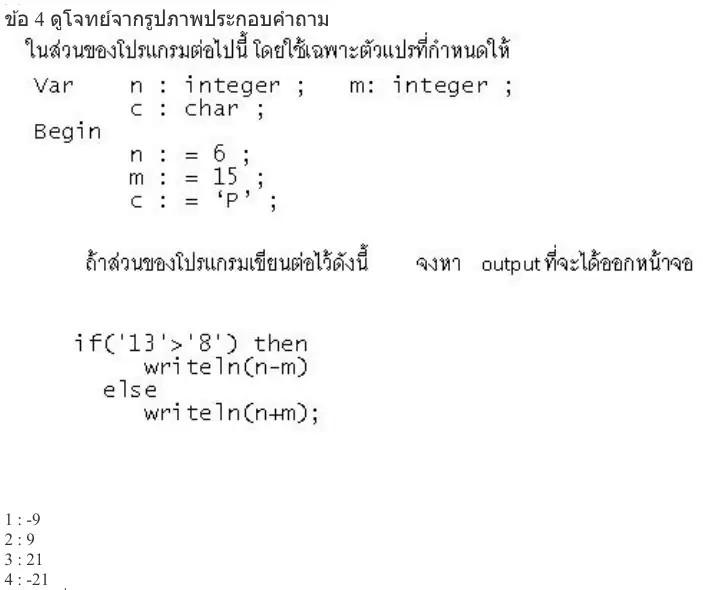 ข้อ 4 ดูโจทย์จากรูปภาพประกอบคำถาม
ในส่วนของโปรแกรมต่อไปนี้ โดยใช้เฉพาะตัวแปรที่กำหนดให้
Var n : integer ; m: integer ;
c : char ;
Begin
n : = 6 ;
m : = 15 ;
c : = ‘P’ ;
ถ้าส่วนของโปรแกรมเขียนต่อไว้ดังนี้ จงหา output ที่จะได้ออกหน้าจอ
if('13'>'8') then
writeln(n-m)
else
writeln(n+m);
1 : -9
2 : 9
3 : 21
4 : -21